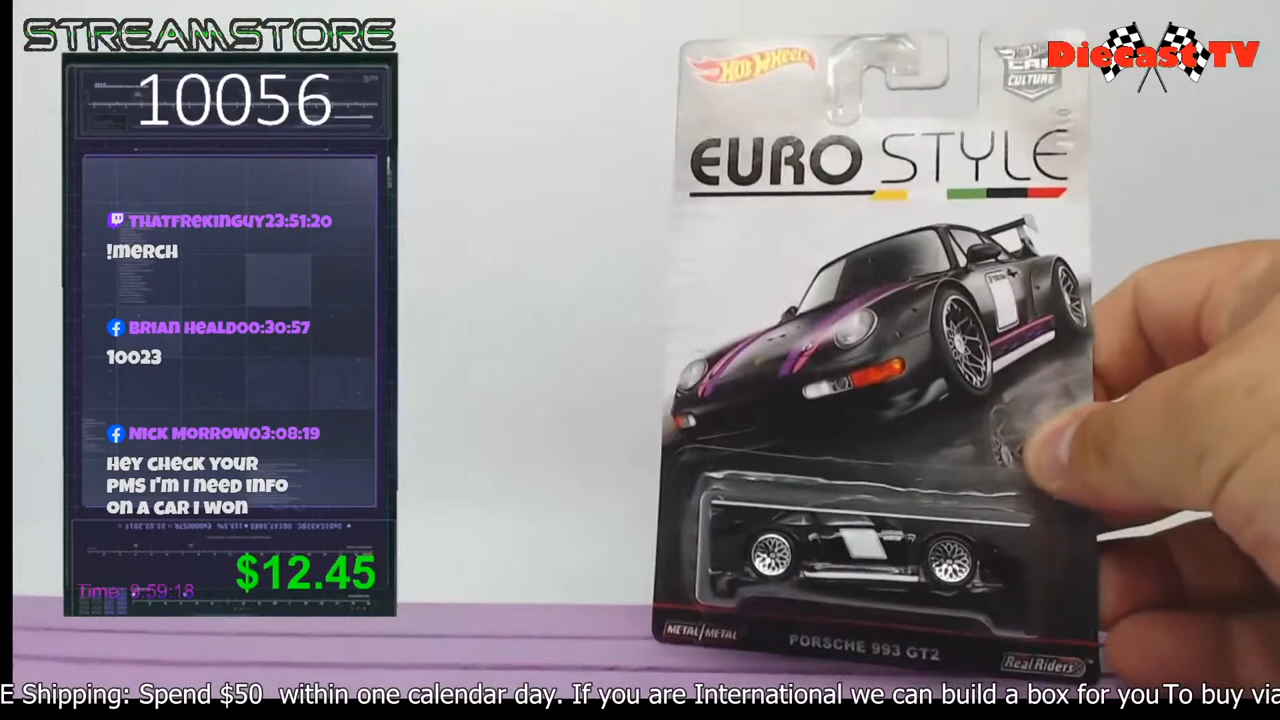 STREAMSTORE
10056
THATFREKINGUY23:51:20
!merch
BRIAN HEALD00:30:57
10023
NICK MORROW03:08:19
Hey check your
PMs I'm I need info
on a car I won
$12.45
Time: 9:59:18
HOT WHEELS
CAR
CULTURE
Diecast TV
EURO STYLE
METAL/METAL
PORSCHE 993 GT2
Real Riders
E Shipping: Spend $50 within one calendar day. If you are International we can build a box for you To buy via